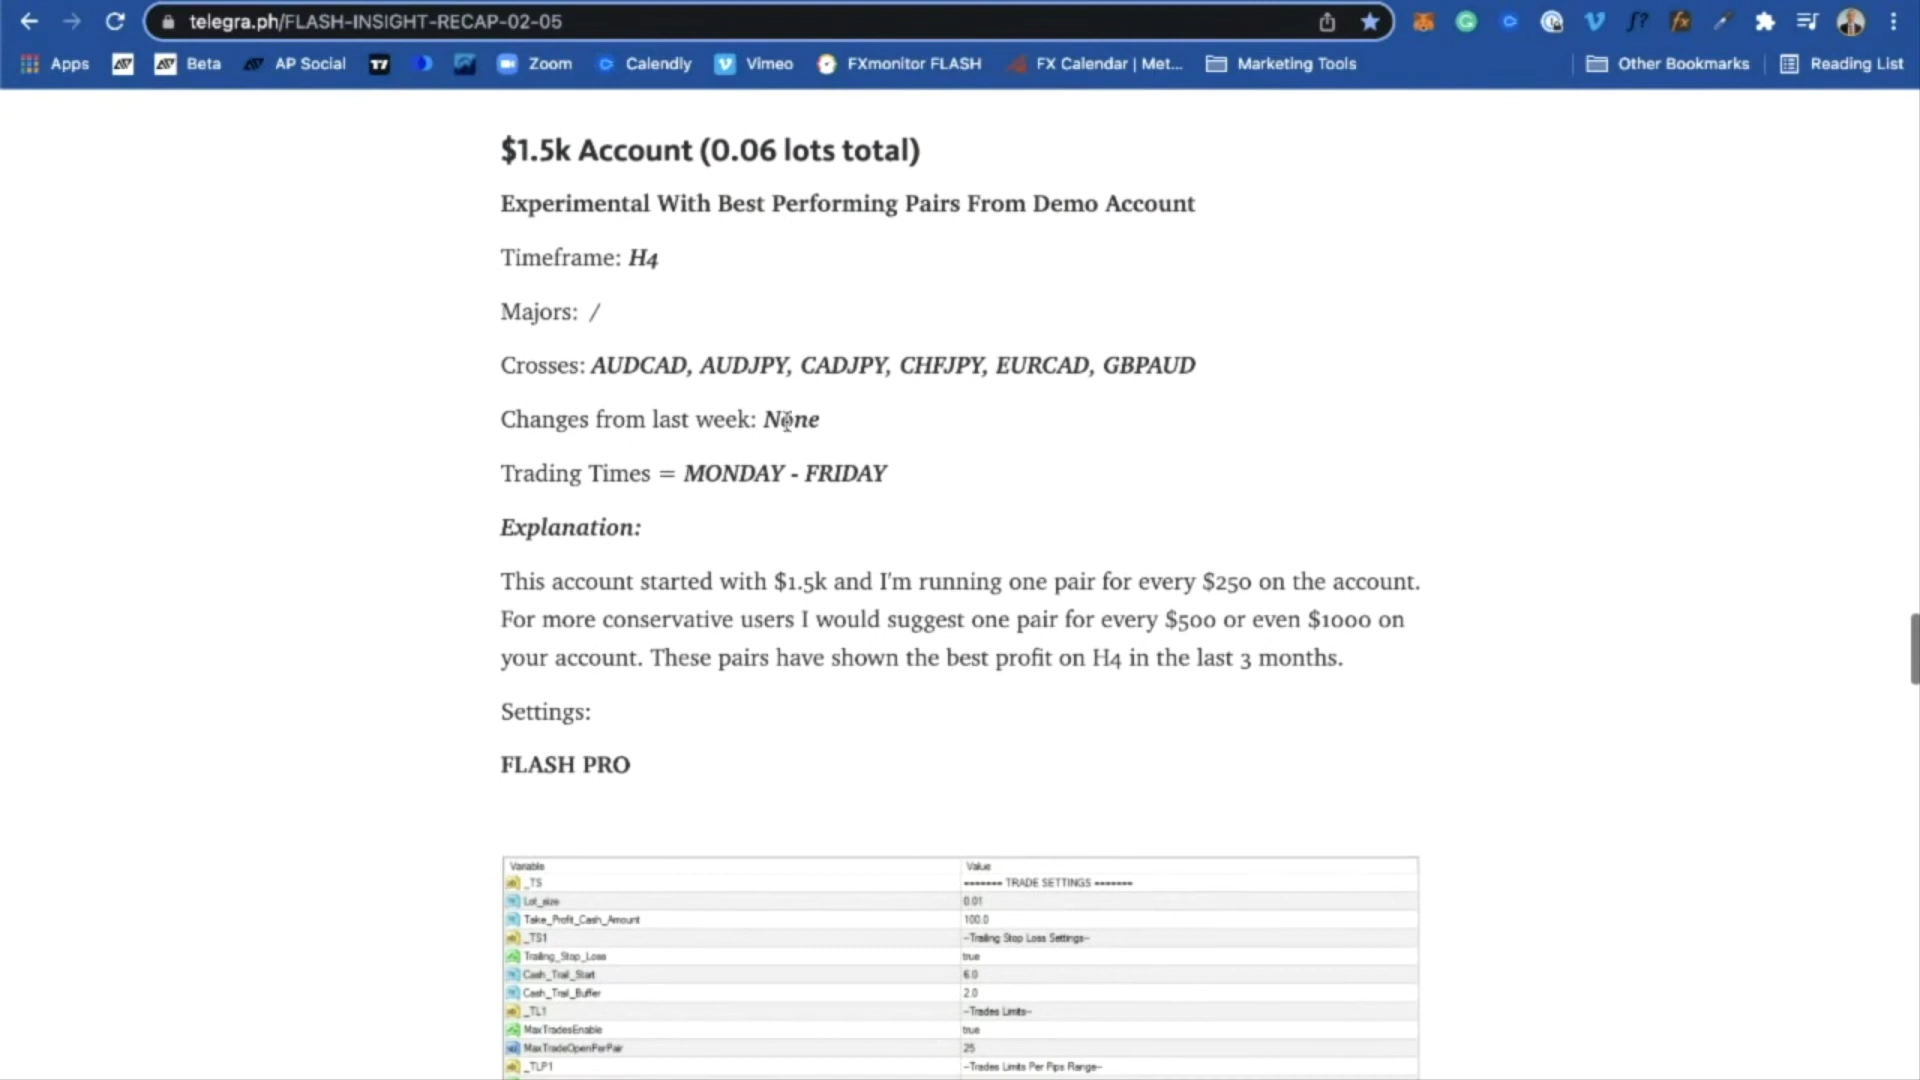 telegra.ph/FLASH-INSIGHT-RECAP-02-05
Apps Beta AP Social Zoom Calendly Vimeo FXmonitor FLASH FX Calendar | Met... Marketing Tools Other Bookmarks Reading List
$1.5k Account (0.06 lots total)
Experimental With Best Performing Pairs From Demo Account
Timeframe: H4
Majors: /
Crosses: AUDCAD, AUDJPY, CADJPY, CHFJPY, EURCAD, GBPAUD
Changes from last week: None
Trading Times = MONDAY - FRIDAY
Explanation:
This account started with $1.5k and I'm running one pair for every $250 on the account.
For more conservative users I would suggest one pair for every $500 or even $1000 on
your account. These pairs have shown the best profit on H4 in the last 3 months.
Settings:
FLASH PRO
Variable Value
_TS ======= TRADE SETTINGS =======
Lot_size 0.01
Take_Profit_Cash_Amount 100.0
_TS1 --Trailing Stop Loss Settings--
Trailing_Stop_Loss true
Cash_Trail_Start 6.0
Cash_Trail_Buffer 2.0
_TL1 --Trades Limits--
MaxTradesEnable true
MaxTradeOpenPerPair 25
_TLP1 --Trades Limits Per Pips Range--